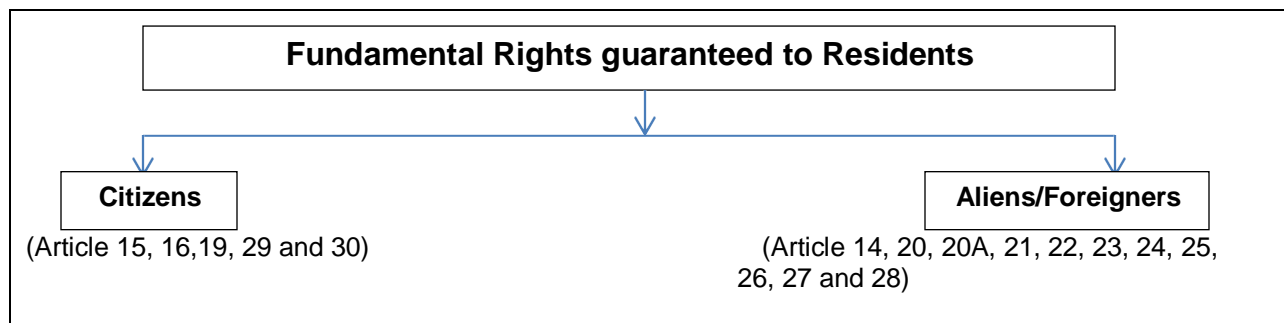 Fundamental Rights guaranteed to Residents
Citizens
(Article 15, 16,19, 29 and 30)
Aliens/Foreigners
(Article 14, 20, 20A, 21, 22, 23, 24, 25,
26, 27 and 28)